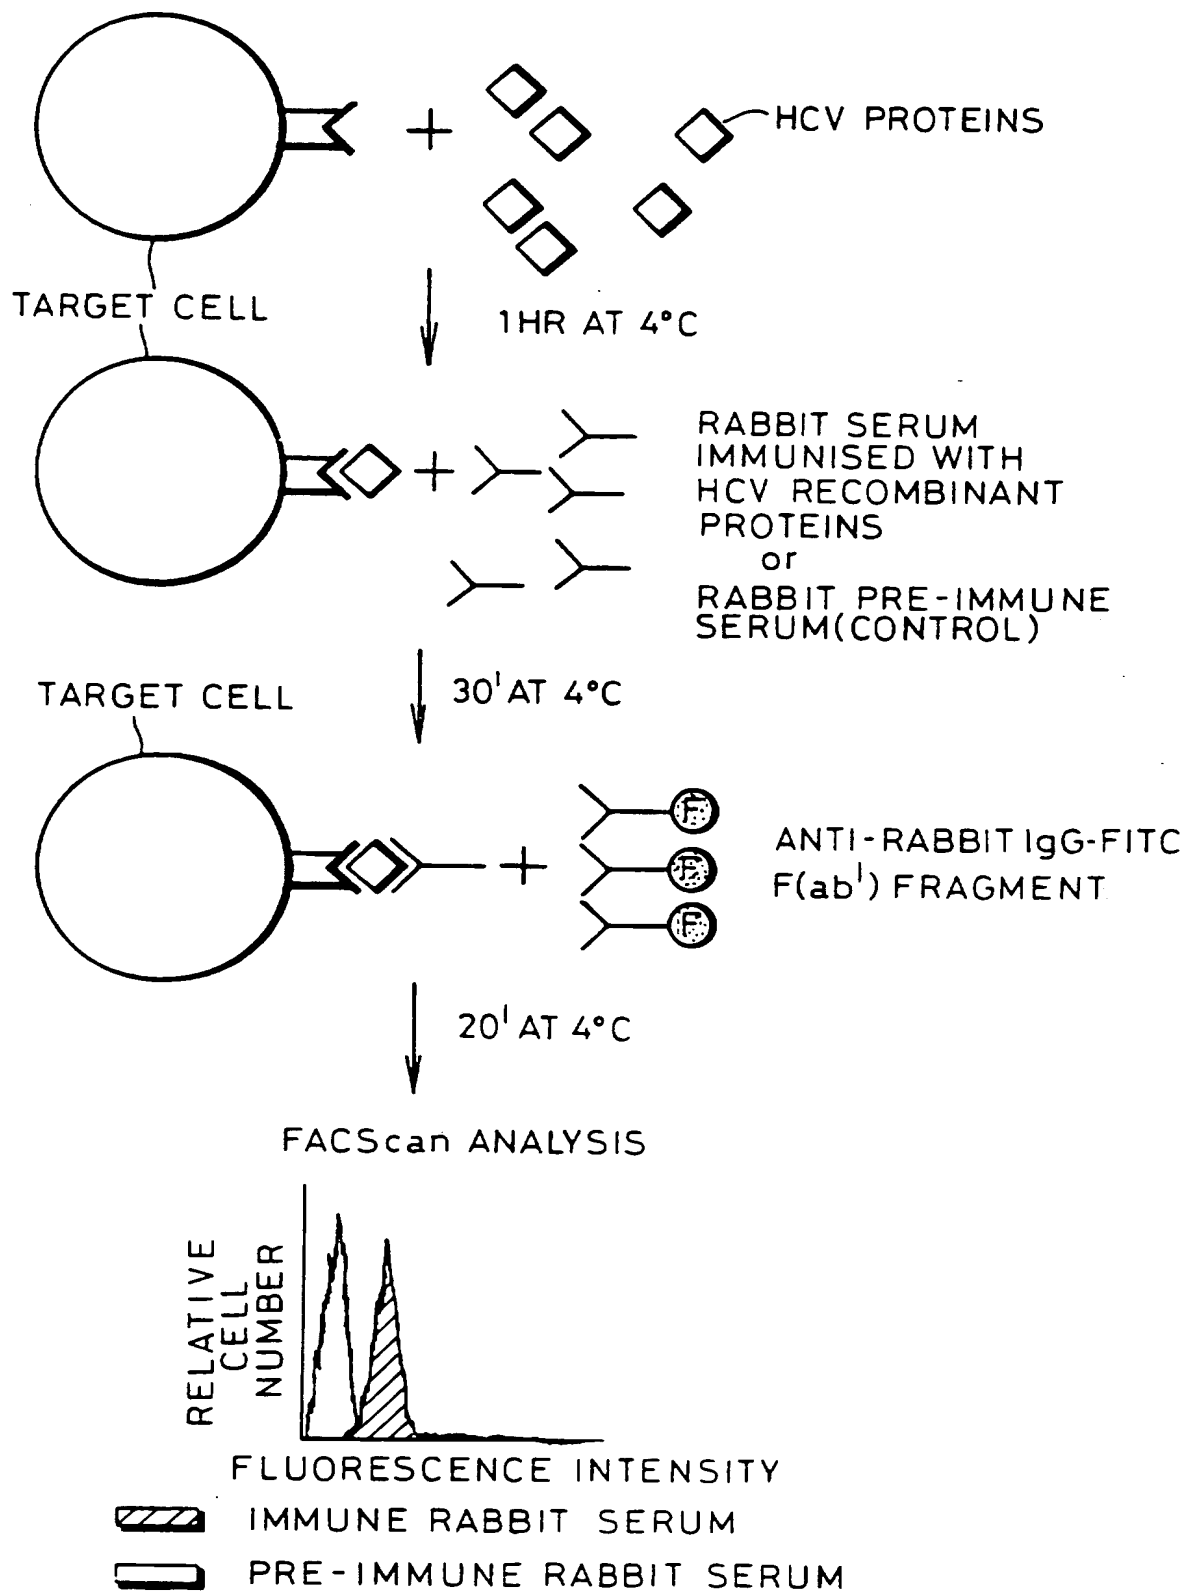 HCV PROTEINS
TARGET CELL
1HR AT 4°C
RABBIT SERUM
IMMUNISED WITH
HCV RECOMBINANT
PROTEINS
or
RABBIT PRE-IMMUNE
SERUM(CONTROL)
30' AT 4°C
TARGET CELL
F
F
F
ANTI-RABBIT IgG-FITC
F(ab') FRAGMENT
20' AT 4°C
FACScan ANALYSIS
RELATIVE
CELL
NUMBER
FLUORESCENCE INTENSITY
IMMUNE RABBIT SERUM
PRE-IMMUNE RABBIT SERUM